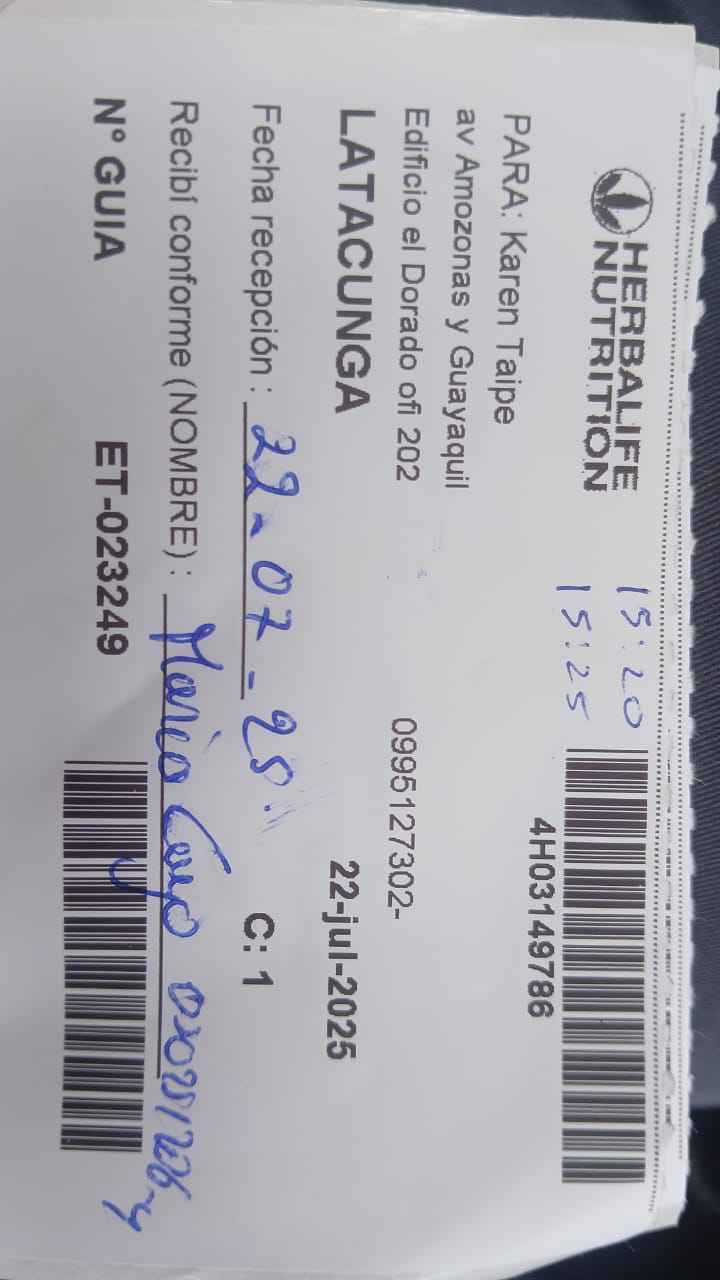 HERBALIFE
NUTRITION
15:20
15:25
4H03149786
PARA: Karen Taipe
av Amozonas y Guayaquil
Edificio el Dorado ofi 202
0995127302-
LATACUNGA
22-jul-2025
Fecha recepción : 22-07-25.
C: 1
Recibí conforme (NOMBRE) : Mario
N° GUIA
ET-023249